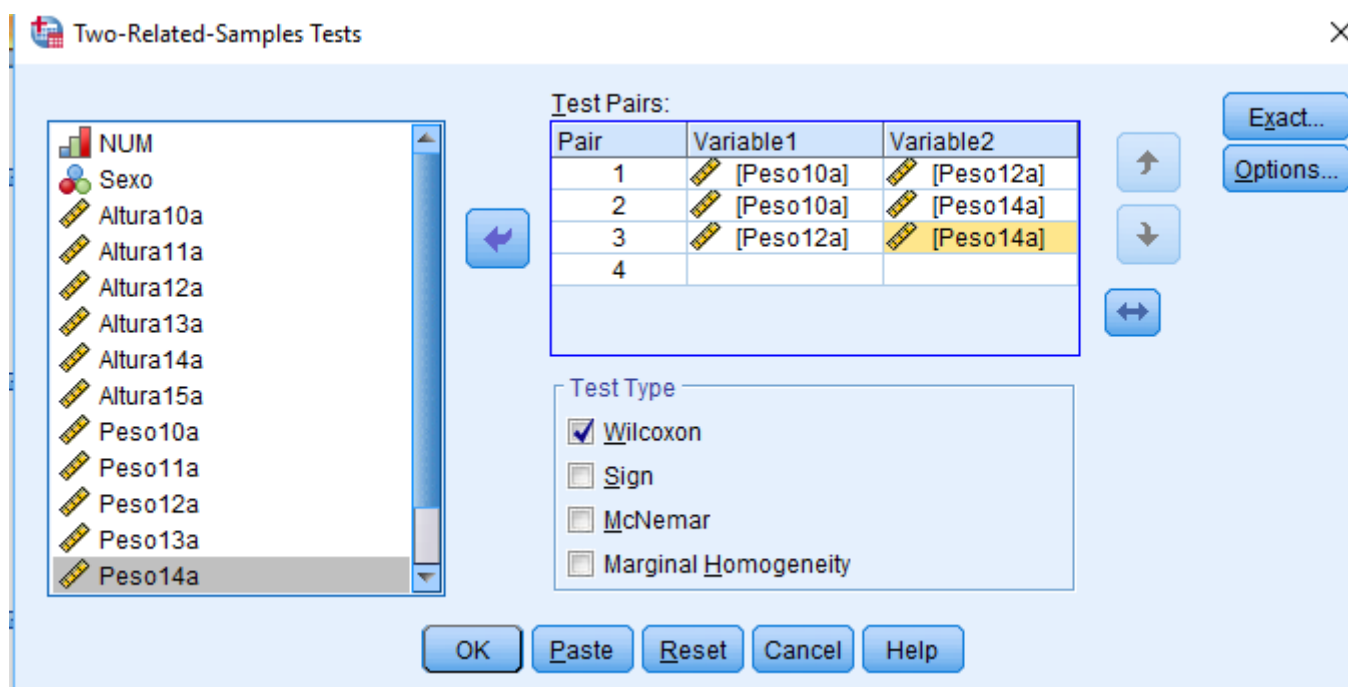 Two-Related-Samples Tests
NUM
Sexo
Altura10a
Altura11a
Altura12a
Altura13a
Altura14a
Altura15a
Peso10a
Peso11a
Peso12a
Peso13a
Peso14a
Test Pairs:
Pair Variable1 Variable2
1 [Peso10a] [Peso12a]
2 [Peso10a] [Peso14a]
3 [Peso12a] [Peso14a]
4
Test Type
Wilcoxon
Sign
McNemar
Marginal Homogeneity
Exact...
Options...
OK Paste Reset Cancel Help